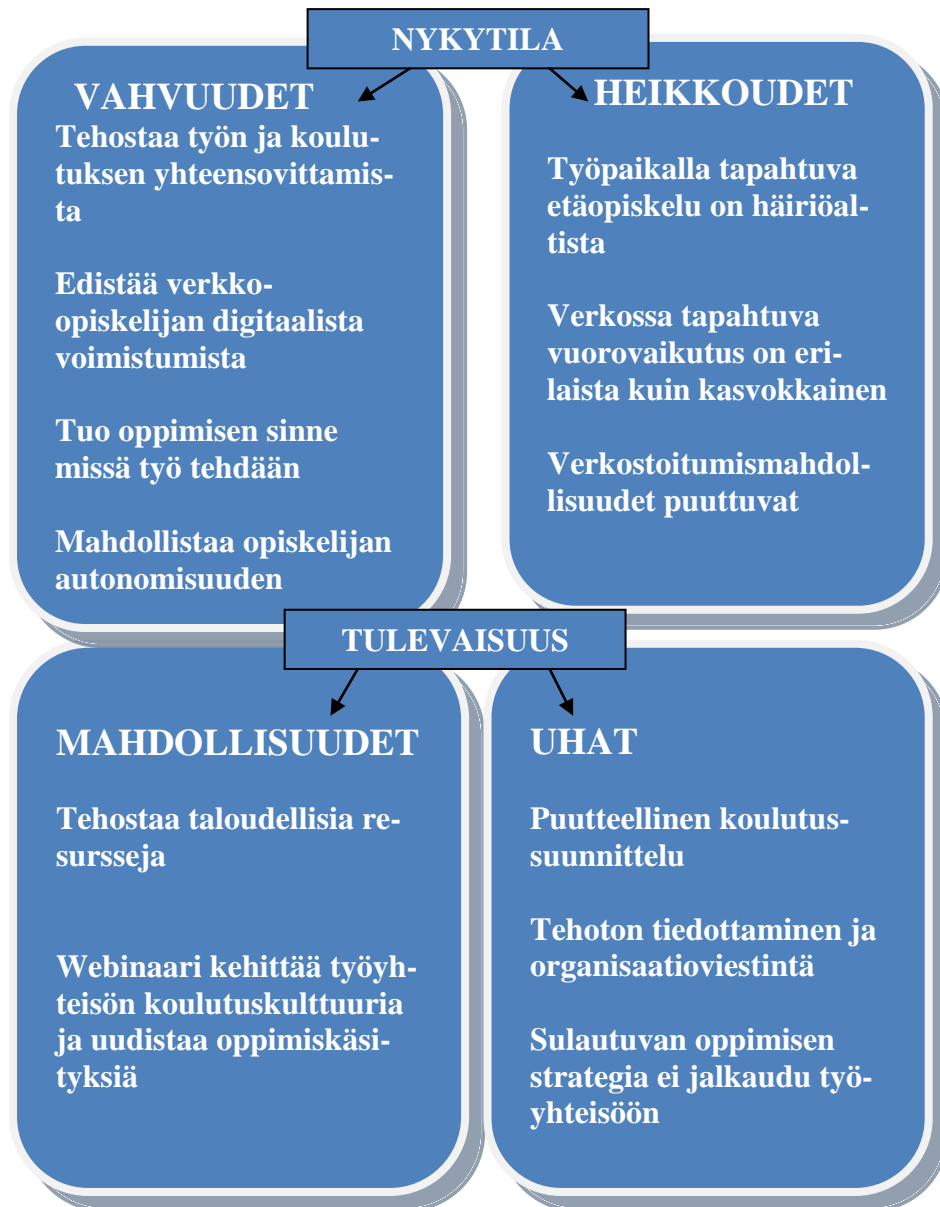 NYKYTILA
VAHVUUDET
Tehostaa työn ja koulu-
tuksen yhteensovittamis-
ta
Edistää verkko-
opiskelijan digitaalista
voimistumista
Tuo oppimisen sinne
missä työ tehdään
Mahdollistaa opiskelijan
autonomisuuden
HEIKKOUDET
Työpaikalla tapahtuva
etäopiskelu on häiriöal-
tista
Verkossa tapahtuva
vuorovaikutus on eri-
laista kuin kasvokkainen
Verkostoitumismahdol-
lisuudet puuttuvat
TULEVAISUUS
MAHDOLLISUUDET
Tehostaa taloudellisia re-
sursseja
Webinaari kehittää työyh-
teisön koulutuskulttuuria
ja uudistaa oppimiskäsi-
tyksiä
UHAT
Puutteellinen koulutus-
suunnittelu
Tehoton tiedottaminen ja
organisaatioviestintä
Sulautuvan oppimisen
strategia ei jalkaudu työ-
yhteisöön